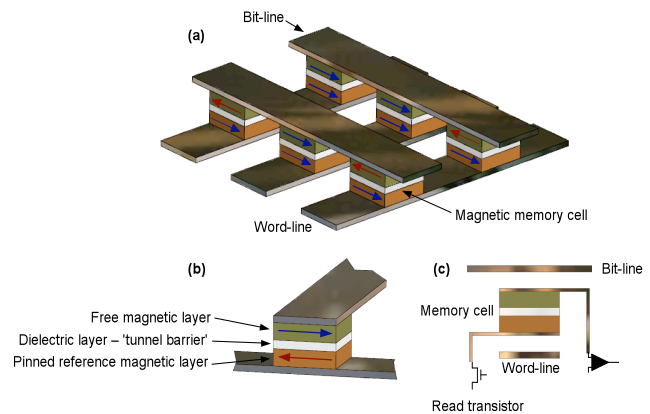 Bit-line
(a)
Magnetic memory cell
Word-line
(b)
Free magnetic layer
Dielectric layer – 'tunnel barrier'
Pinned reference magnetic layer
(c)
Bit-line
Memory cell
Word-line
Read transistor